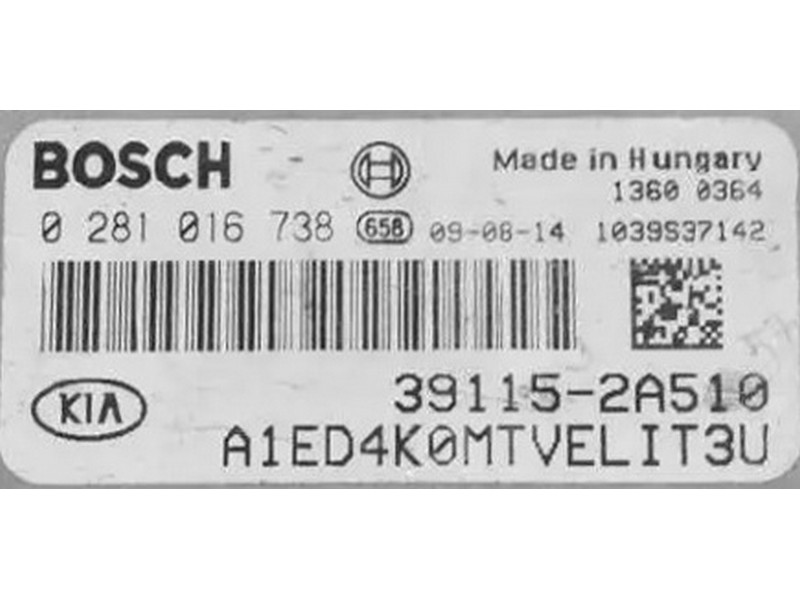 BOSCH
Made in Hungary
1360 0364
0 281 016 738 658 09-08-14 1039S37142
KIA
39115-2A510
A1ED4K0MTVELIT3U